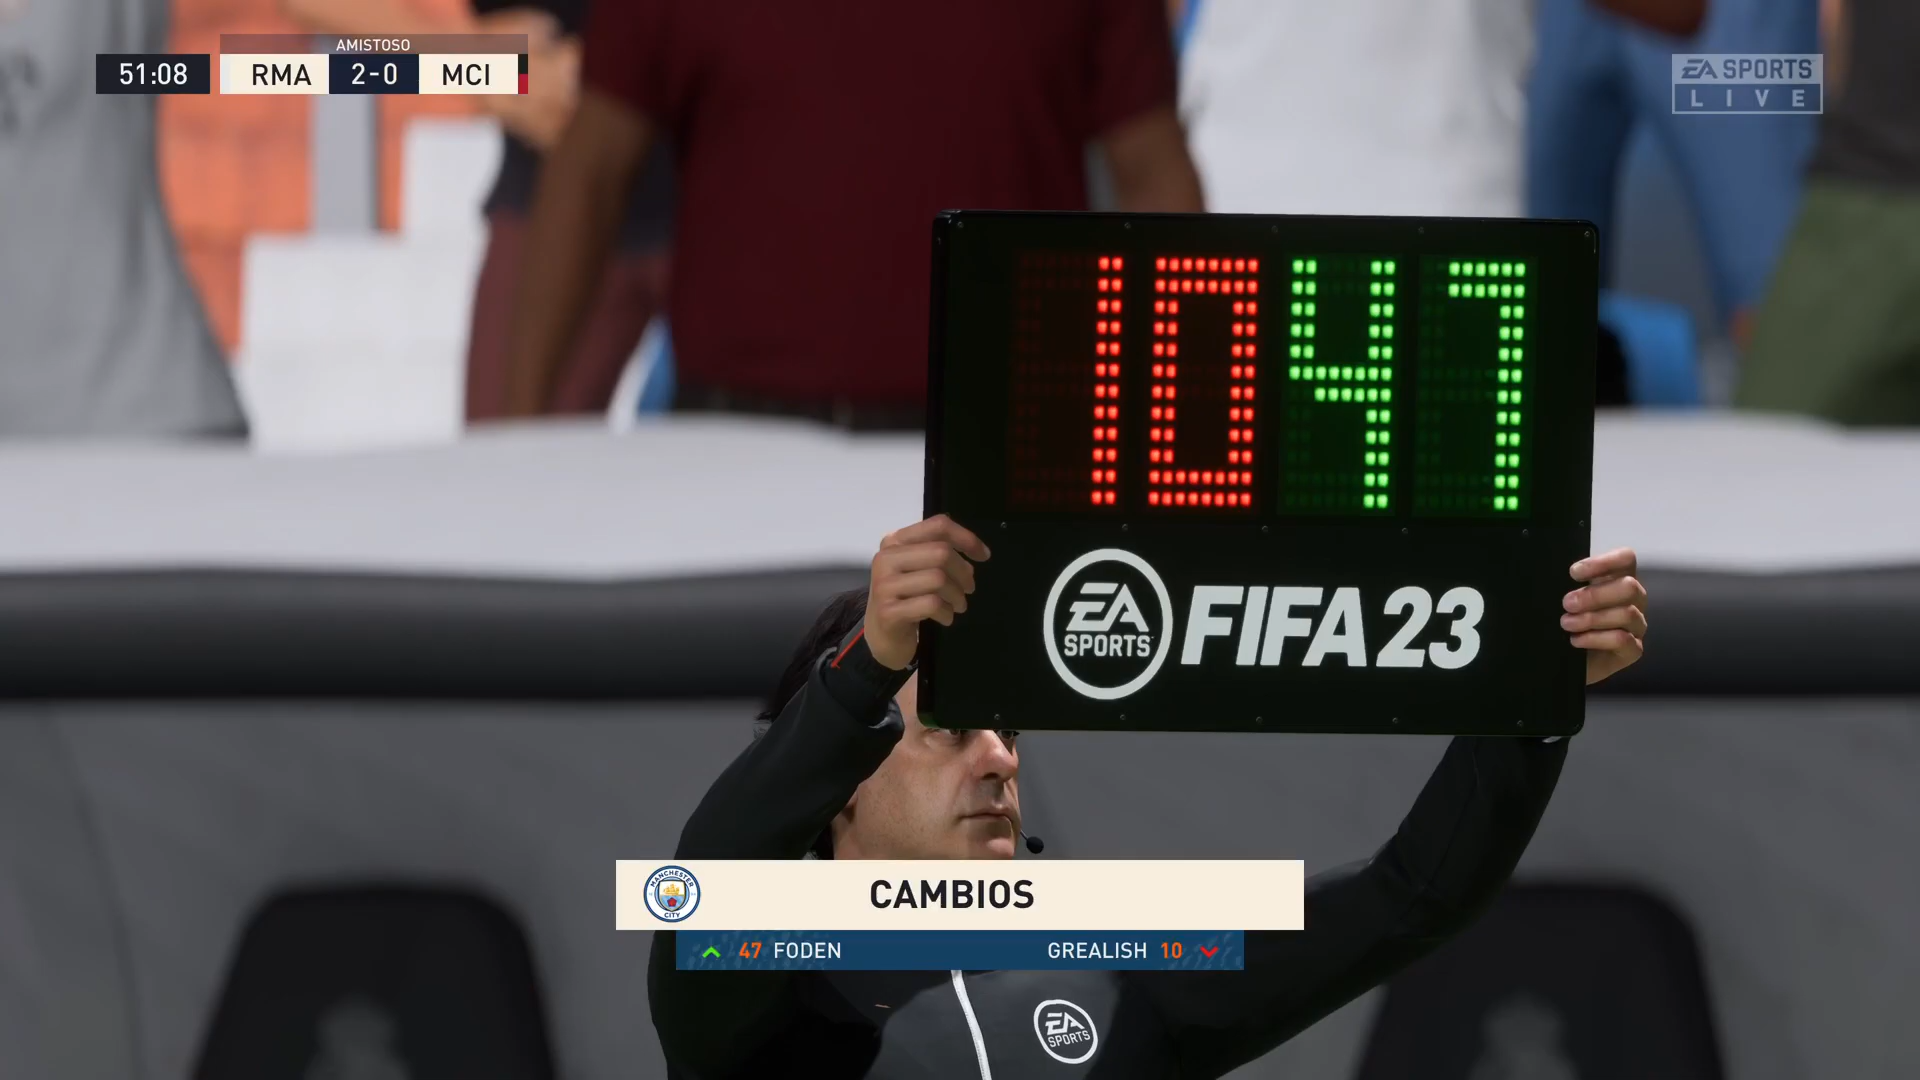 AMISTOSO
51:08 RMA 2-0 MCI
EA SPORTS
LIVE
10 47
EA SPORTS FIFA 23
MANCHESTER CITY
CAMBIOS
47 FODEN GREALISH 10
EA SPORTS